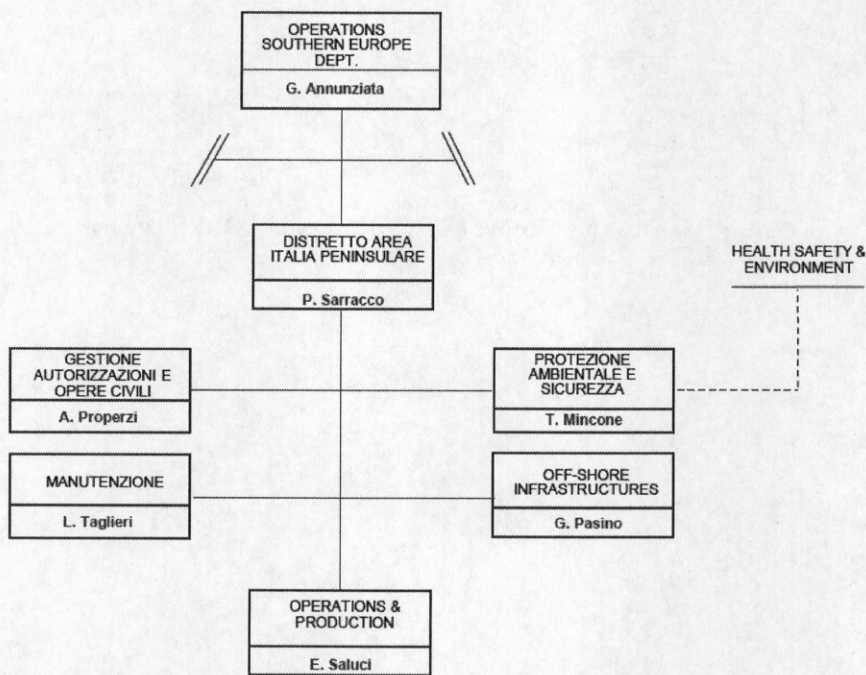 OPERATIONS
SOUTHERN EUROPE
DEPT.
G. Annunziata
DISTRETTO AREA
ITALIA PENINSULARE
P. Sarracco
HEALTH SAFETY &
ENVIRONMENT
GESTIONE
AUTORIZZAZIONI E
OPERE CIVILI
A. Properzi
PROTEZIONE
AMBIENTALE E
SICUREZZA
T. Mincone
MANUTENZIONE
L. Taglieri
OFF-SHORE
INFRASTRUCTURES
G. Pasino
OPERATIONS &
PRODUCTION
E. Saluci